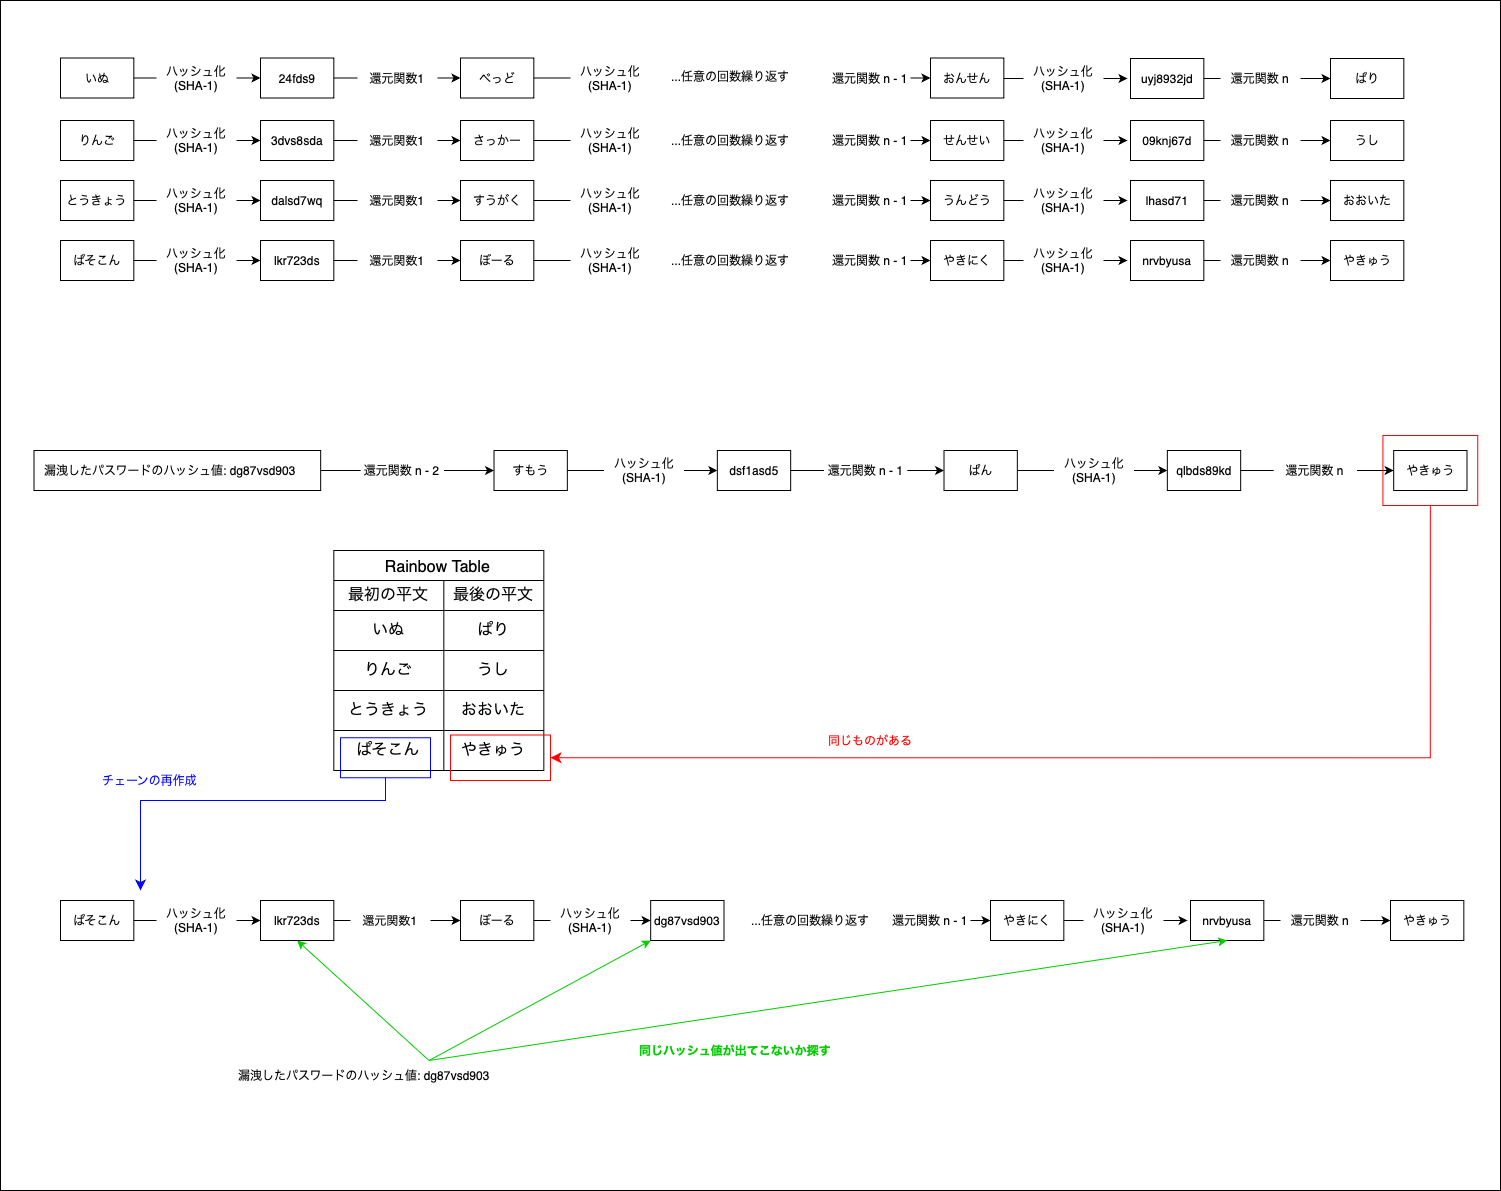 いぬ ハッシュ化 24fds9 還元関数1 べっど ハッシュ化 ...任意の回数繰り返す 還元関数 n - 1 おんせん ハッシュ化 uyj8932jd 還元関数 n ぱり
(SHA-1) (SHA-1) (SHA-1)
りんご ハッシュ化 3dvs8sda 還元関数1 さっかー ハッシュ化 ...任意の回数繰り返す 還元関数 n - 1 せんせい ハッシュ化 09knj67d 還元関数 n うし
(SHA-1) (SHA-1) (SHA-1)
とうきょう ハッシュ化 dalsd7wq 還元関数1 すうがく ハッシュ化 ...任意の回数繰り返す 還元関数 n - 1 うんどう ハッシュ化 lhasd71 還元関数 n おおいた
(SHA-1) (SHA-1) (SHA-1)
ぱそこん ハッシュ化 lkr723ds 還元関数1 ぼーる ハッシュ化 ...任意の回数繰り返す 還元関数 n - 1 やきにく ハッシュ化 nrvbyusa 還元関数 n やきゅう
(SHA-1) (SHA-1) (SHA-1)
漏洩したパスワードのハッシュ値: dg87vsd903 還元関数 n - 2 すもう ハッシュ化 dsf1asd5 還元関数 n - 1 ぱん ハッシュ化 qlbds89kd 還元関数 n やきゅう
(SHA-1) (SHA-1)
Rainbow Table
最初の平文 最後の平文
いぬ ぱり
りんご うし
とうきょう おおいた
ぱそこん やきゅう
同じものがある
チェーンの再作成
ぱそこん ハッシュ化 lkr723ds 還元関数1 ぼーる ハッシュ化 dg87vsd903 ...任意の回数繰り返す 還元関数 n - 1 やきにく ハッシュ化 nrvbyusa 還元関数 n やきゅう
(SHA-1) (SHA-1) (SHA-1)
同じハッシュ値が出てこないか探す
漏洩したパスワードのハッシュ値: dg87vsd903